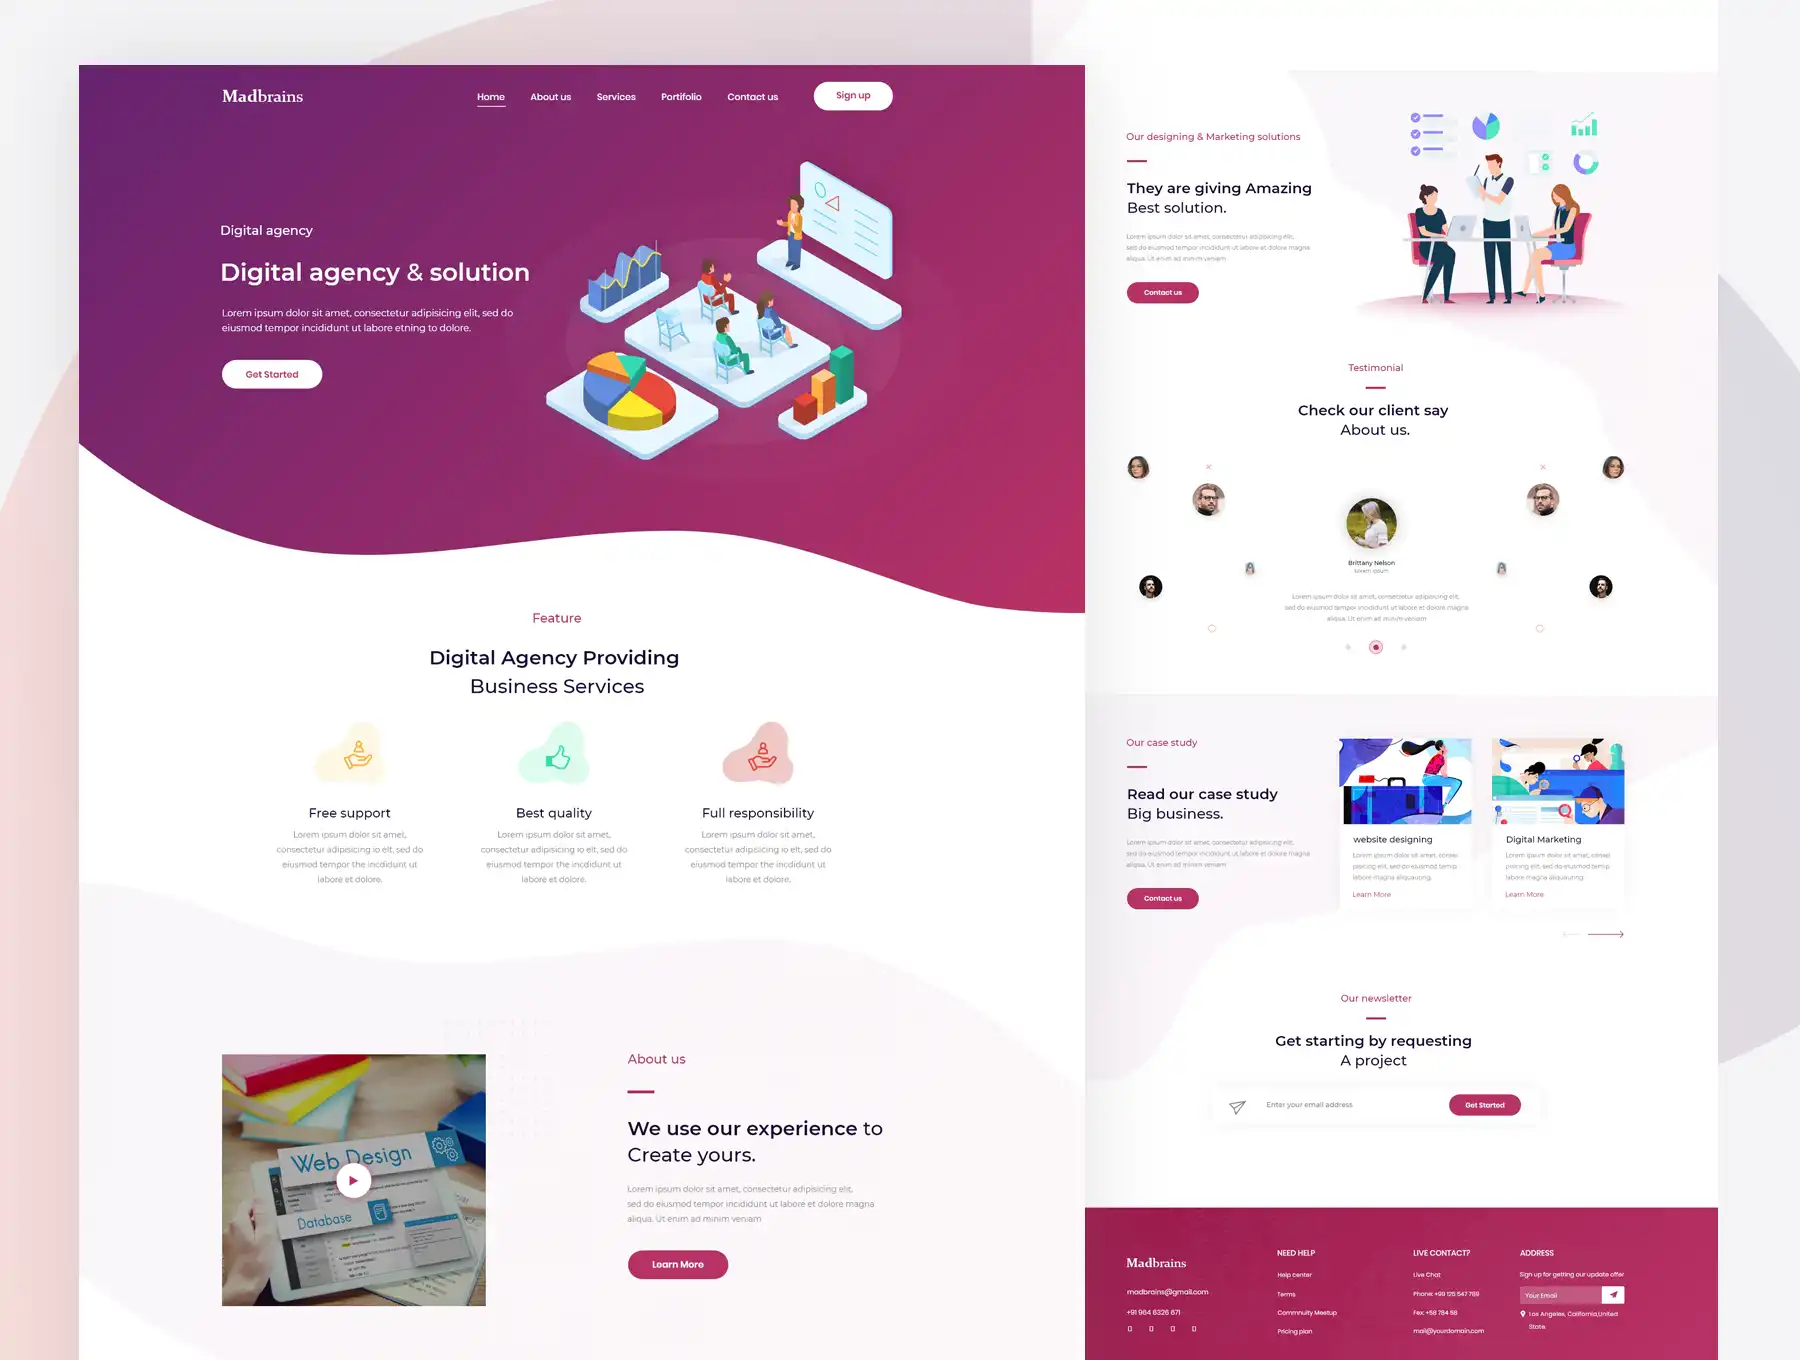 Madbrains
Home
About us
Services
Portifolio
Contact us
Sign up
Digital agency
Digital agency & solution
Lorem ipsum dolor sit amet, consectetur adipisicing elit, sed do
eiusmod tempor incididunt ut labore etning to dolore.
Get Started
Feature
Digital Agency Providing
Business Services
Free support
Lorem ipsum dolor sit amet,
consectetur adipisicing io elt, sed do
eiusmod tempor the incdidunt ut
labore et dolore.
Best quality
Lorem ipsum dolor sit amet,
consectetur adipisicing io elt, sed do
eiusmod tempor the incdidunt ut
labore et dolore.
Full responsibility
Lorem ipsum dolor sit amet,
consectetur adipisicing io elt, sed do
eiusmod tempor the incdidunt ut
labore et dolore.
Web Design
Database
About us
We use our experience to
Create yours.
Lorem ipsum dolor sit amet, consectetur adipisicing elit,
sed do eiusmod tempor incididunt ut labore et dolore magna
aliqua. Ut enim ad minim veniam
Learn More
Our designing & Marketing solutions
They are giving Amazing
Best solution.
Lorem ipsum dolor sit amet, consectetur adipisicing elit,
sed do eiusmod tempor incididunt ut labore et dolore magna
aliqua. Ut enim ad minim veniam
Contact us
Testimonial
Check our client say
About us.
Brittany Nelson
Lorem ipsum dolor sit amet, consectetur adipisicing elit,
sed do eiusmod tempor incididunt ut labore et dolore magna
aliqua. Ut enim ad minim veniam
Our case study
Read our case study
Big business.
Lorem ipsum dolor sit amet, consectetur adipisicing elit,
sed do eiusmod tempor incididunt ut labore et dolore magna
aliqua. Ut enim ad minim veniam
Contact us
website designing
Lorem ipsum dolor sit amet, consei
piscing elit, sed do eiusmod temip
labore magna aliquauong.
Learn More
Digital Marketing
Lorem ipsum dolor sit amet, consei
piscing elit, sed do eiusmod temip
labore magna aliquauong.
Learn More
Our newsletter
Get starting by requesting
A project
Enter your email address
Get Started
Madbrains
madbrains@gmail.com
+91 964 6326 671
NEED HELP
Help center
Terms
Commnuity Meetup
Pricing plan
LIVE CONTACT?
Live Chat
Phone: +99 125 547 789
Fex: +58 784 58
mail@yourdomain.com
ADDRESS
Sign up for getting our update offer
Your Email
Los Angeles, California,United
State.